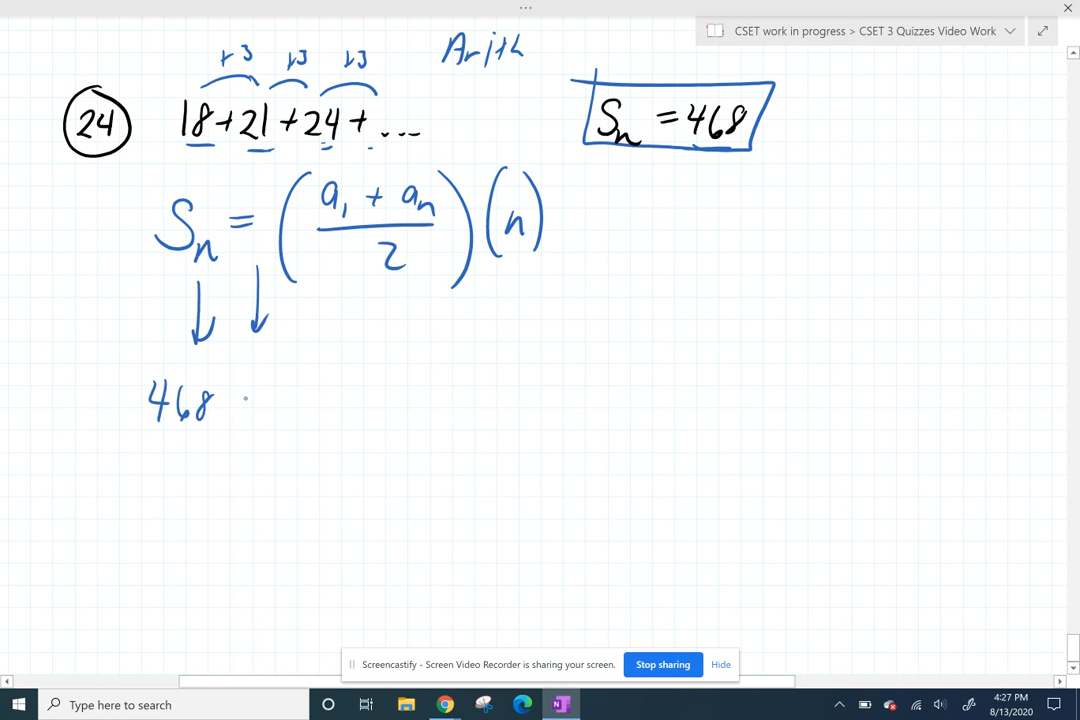 CSET work in progress > CSET 3 Quizzes Video Work
+3 +3 +3 Arith
24 18+21+24+... Sn = 468
Sn = (a1 + an / 2) (n)
468
Screencastify - Screen Video Recorder is sharing your screen. Stop sharing Hide
Type here to search
4:27 PM
8/13/2020